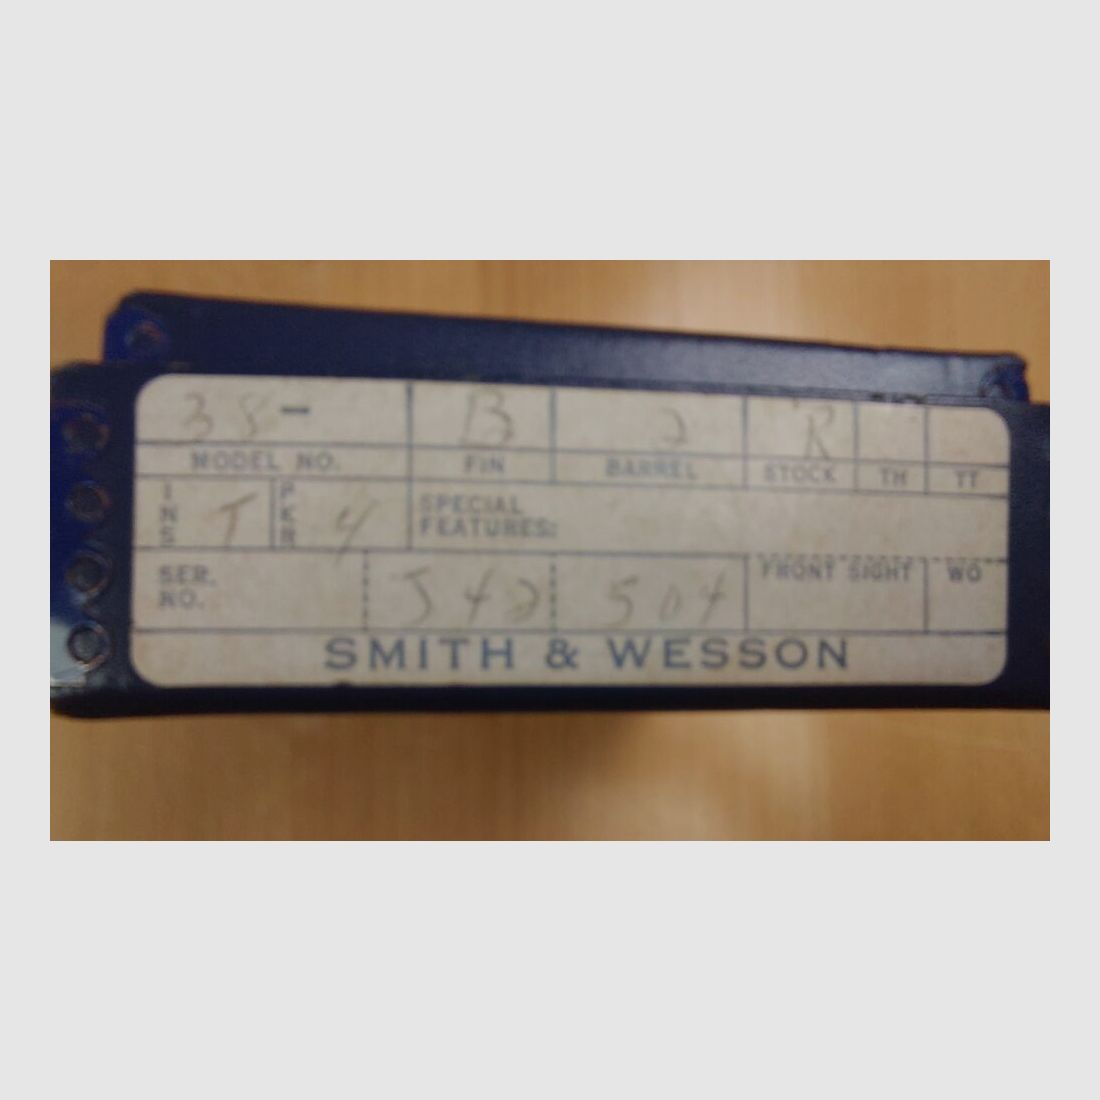 38- B 2 R
MODEL NO. FIN BARREL STOCK TH TT
INS T PKR 4 SPECIAL FEATURES:
SER. NO. J42 504 FRONT SIGHT WO
SMITH & WESSON